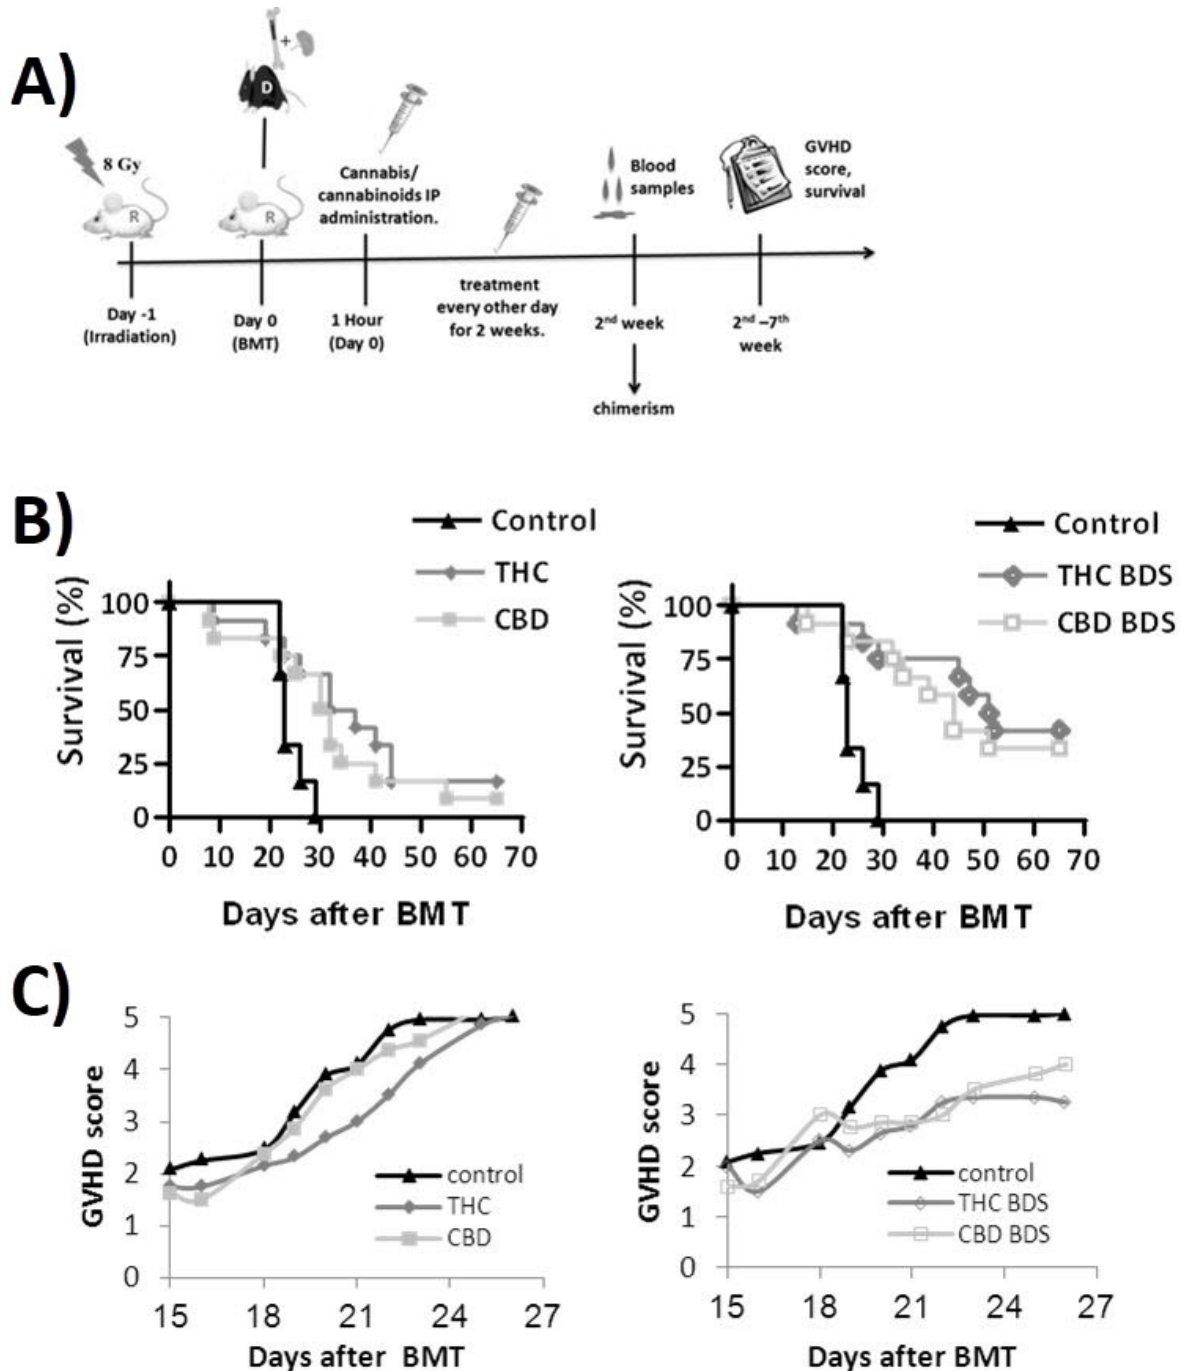 A)
8 Gy
D
+
R
R
Cannabis/
cannabinoids IP
administration.
Blood
samples
GVHD
score,
survival
Day -1
(Irradiation)
Day 0
(BMT)
1 Hour
(Day 0)
treatment
every other day
for 2 weeks.
2nd week
2nd –7th
week
chimerism
B)
Control
THC
CBD
Survival (%)
100
75
50
25
0
0 10 20 30 40 50 60 70
Days after BMT
Control
THC BDS
CBD BDS
Survival (%)
100
75
50
25
0
0 10 20 30 40 50 60 70
Days after BMT
C)
GVHD score
5
4
3
2
1
0
control
THC
CBD
15 18 21 24 27
Days after BMT
GVHD score
5
4
3
2
1
0
control
THC BDS
CBD BDS
15 18 21 24 27
Days after BMT